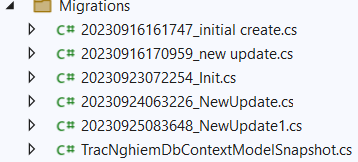 Migrations
C# 20230916161747_initial create.cs
C# 20230916170959_new update.cs
C# 20230923072254_Init.cs
C# 20230924063226_NewUpdate.cs
C# 20230925083648_NewUpdate1.cs
C# TracNghiemDbContextModelSnapshot.cs